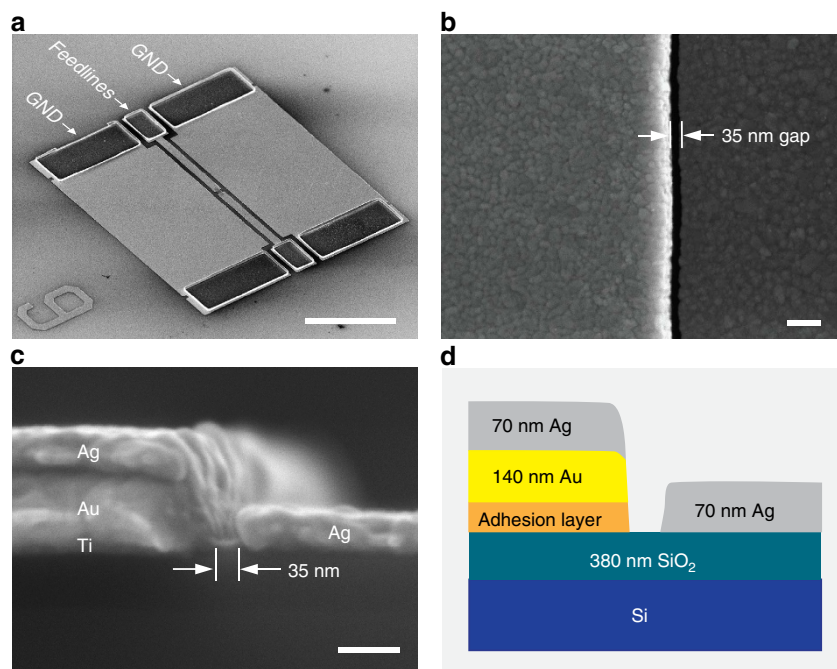 a
GND
Feedlines
GND
9
b
35 nm gap
c
Ag
Au
Ti
Ag
35 nm
d
70 nm Ag
140 nm Au
Adhesion layer
70 nm Ag
380 nm SiO₂
Si